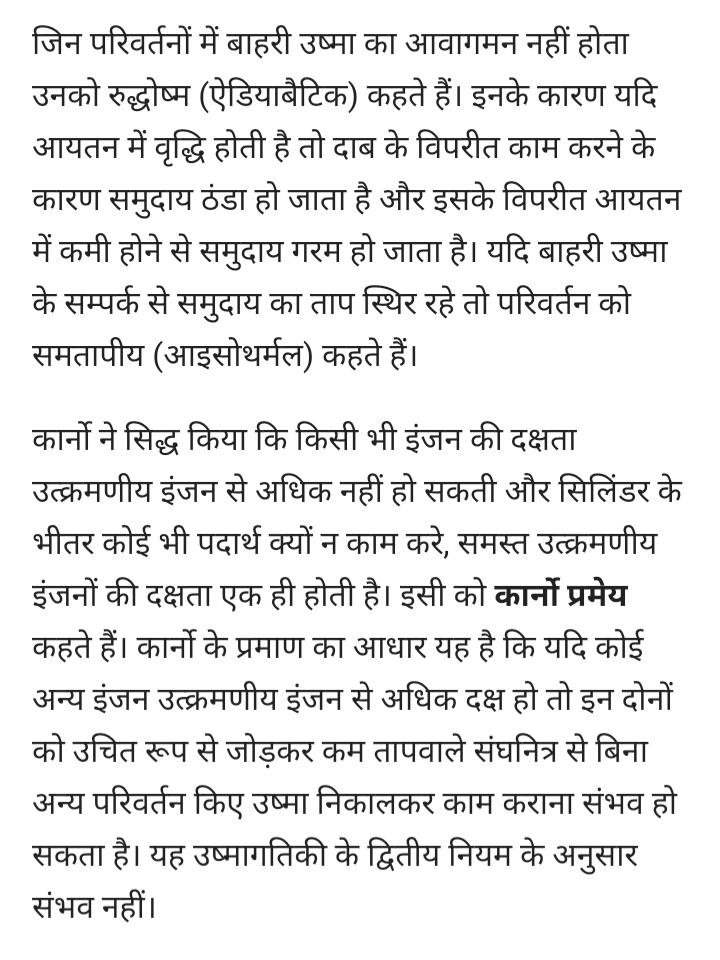 जिन परिवर्तनों में बाहरी उष्मा का आवागमन नहीं होता
उनको रुद्धोष्म (ऐडियाबैटिक) कहते हैं। इनके कारण यदि
आयतन में वृद्धि होती है तो दाब के विपरीत काम करने के
कारण समुदाय ठंडा हो जाता है और इसके विपरीत आयतन
में कमी होने से समुदाय गरम हो जाता है। यदि बाहरी उष्मा
के सम्पर्क से समुदाय का ताप स्थिर रहे तो परिवर्तन को
समतापीय (आइसोथर्मल) कहते हैं।
कार्नो ने सिद्ध किया कि किसी भी इंजन की दक्षता
उत्क्रमणीय इंजन से अधिक नहीं हो सकती और सिलिंडर के
भीतर कोई भी पदार्थ क्यों न काम करे, समस्त उत्क्रमणीय
इंजनों की दक्षता एक ही होती है। इसी को कार्नो प्रमेय
कहते हैं। कार्नो के प्रमाण का आधार यह है कि यदि कोई
अन्य इंजन उत्क्रमणीय इंजन से अधिक दक्ष हो तो इन दोनों
को उचित रूप से जोड़कर कम तापवाले संघनित्र से बिना
अन्य परिवर्तन किए उष्मा निकालकर काम कराना संभव हो
सकता है। यह उष्मागतिकी के द्वितीय नियम के अनुसार
संभव नहीं।